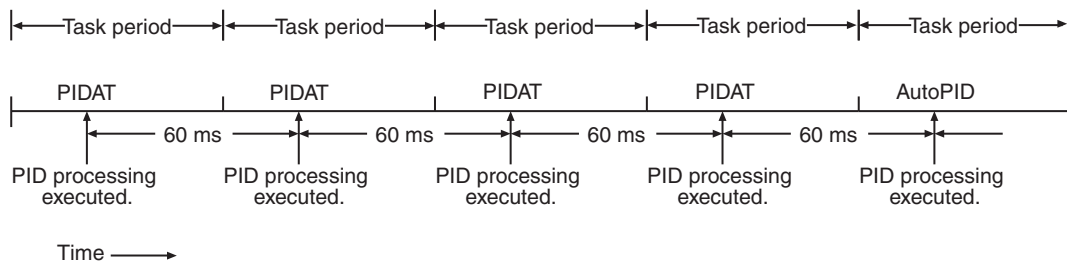 Task period Task period Task period Task period Task period
PIDAT PIDAT PIDAT PIDAT AutoPID
60 ms 60 ms 60 ms 60 ms
PID processing PID processing PID processing PID processing PID processing
executed. executed. executed. executed. executed.
Time